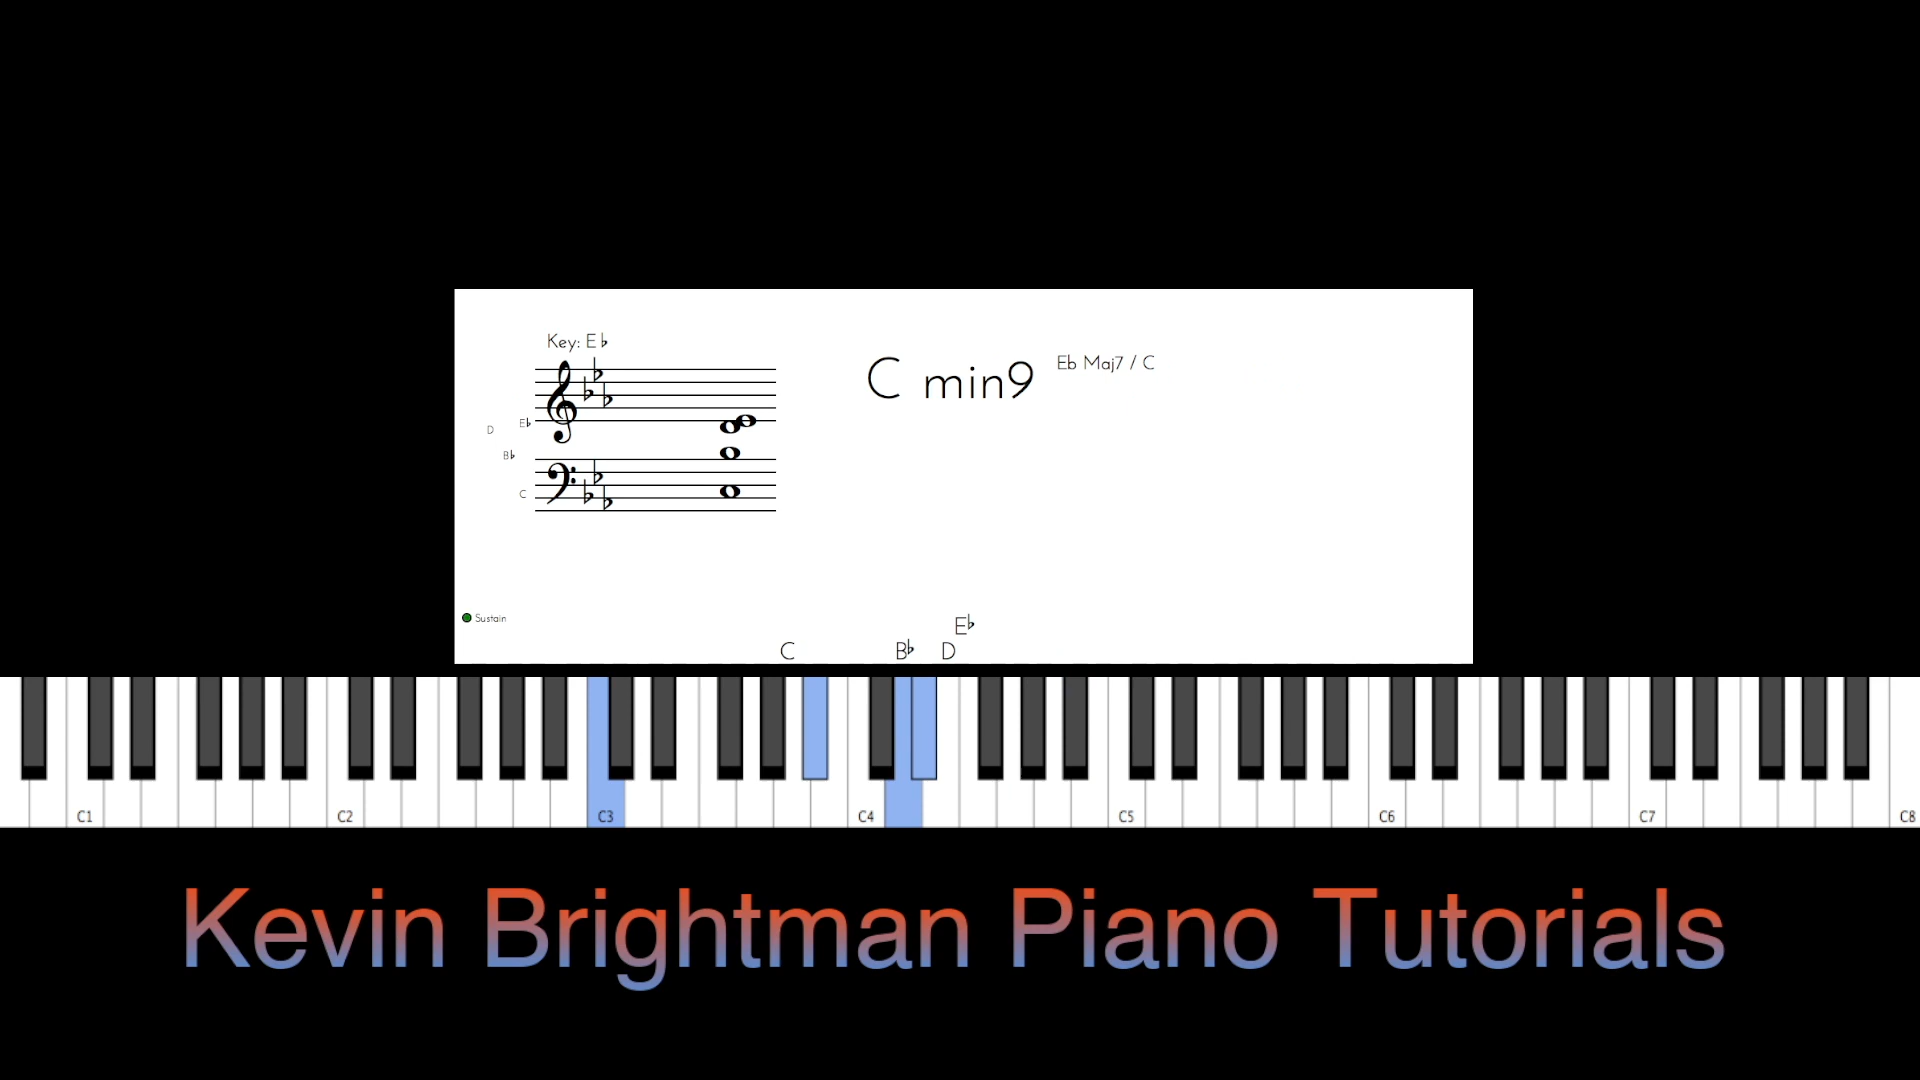 Key: E♭
C min9
Eb Maj7 / C
E♭
D
B♭
C
Sustain
E♭
C B♭ D
C1 C2 C3 C4 C5 C6 C7 C8
Kevin Brightman Piano Tutorials